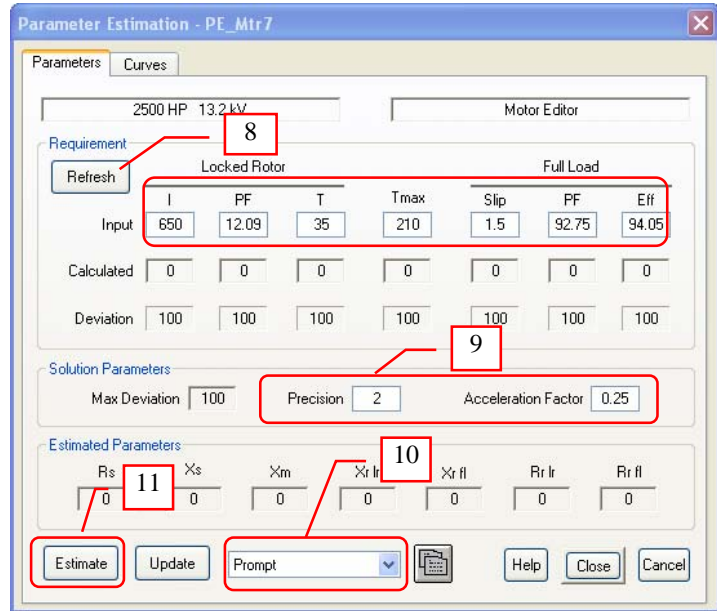 Parameter Estimation - PE_Mtr7
Parameters Curves
2500 HP 13.2 kV Motor Editor
8
Requirement
Refresh Locked Rotor Full Load
I PF T Tmax Slip PF Eff
Input 650 12.09 35 210 1.5 92.75 94.05
Calculated 0 0 0 0 0 0 0
Deviation 100 100 100 100 100 100 100
9
Solution Parameters
Max Deviation 100 Precision 2 Acceleration Factor 0.25
Estimated Parameters
10
Rs Xs Xm Xr lr Xr fl Rr lr Rr fl
11
0 0 0 0 0 0 0
Estimate Update Prompt Help Close Cancel